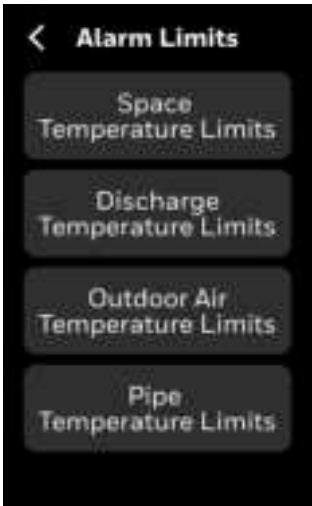 Alarm Limits
Space
Temperature Limits
Discharge
Temperature Limits
Outdoor Air
Temperature Limits
Pipe
Temperature Limits